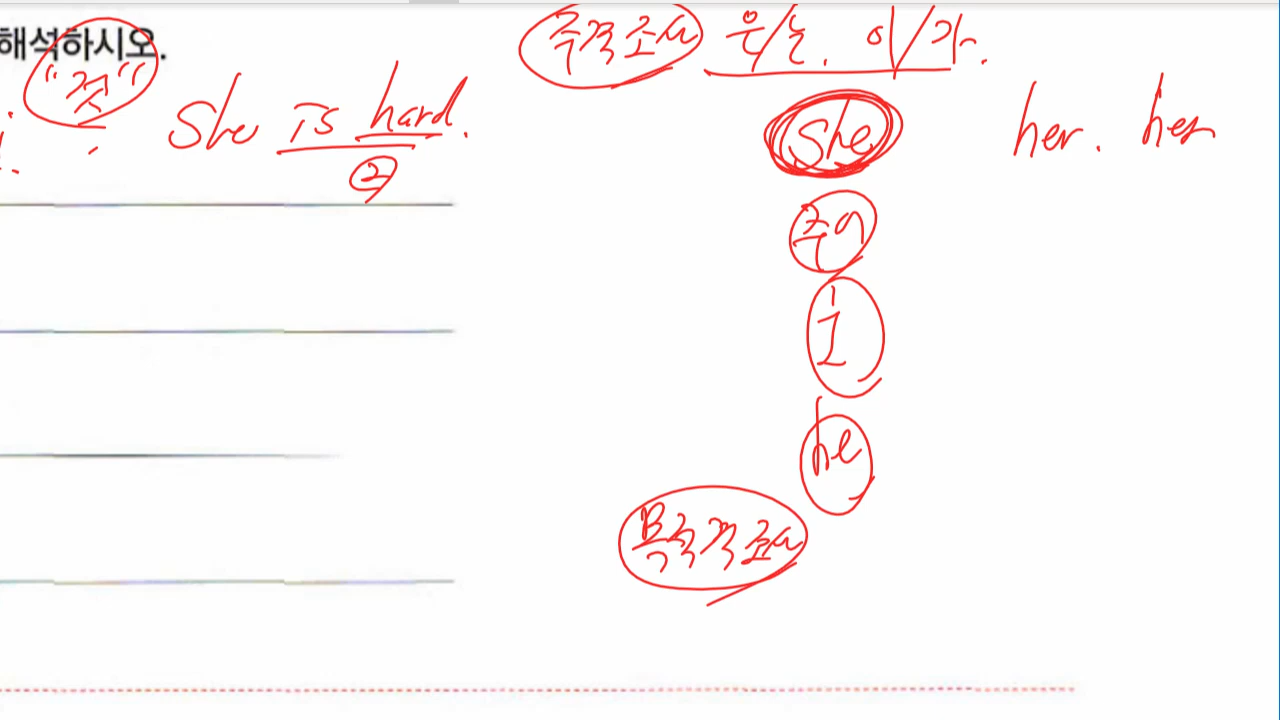 해석하시오.
주격조사 은/는. 이/가.
She is hard.
②
she her. her
주어
I
he
목적격조사